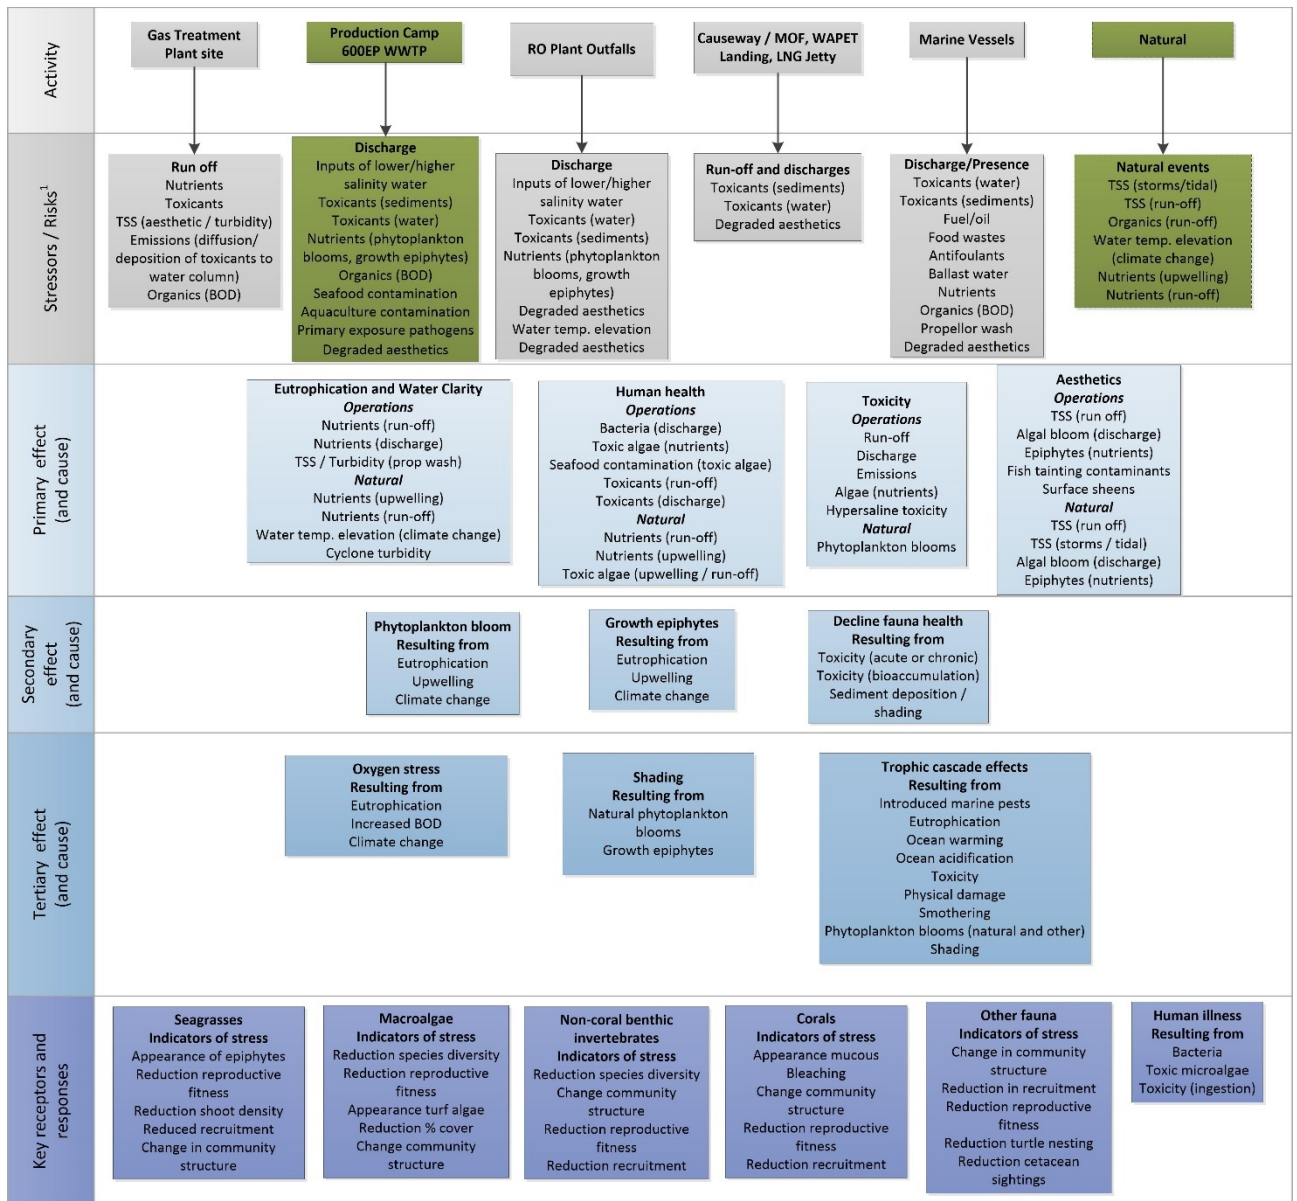 Activity
Gas Treatment
Plant site
Production Camp
600EP WWTP
RO Plant Outfalls
Causeway / MOF, WAPET
Landing, LNG Jetty
Marine Vessels
Natural
Stressors / Risks1
Run off
Nutrients
Toxicants
TSS (aesthetic / turbidity)
Emissions (diffusion/
deposition of toxicants to
water column)
Organics (BOD)
Discharge
Inputs of lower/higher
salinity water
Toxicants (sediments)
Toxicants (water)
Nutrients (phytoplankton
blooms, growth epiphytes)
Organics (BOD)
Seafood contamination
Aquaculture contamination
Primary exposure pathogens
Degraded aesthetics
Discharge
Inputs of lower/higher
salinity water
Toxicants (water)
Toxicants (sediments)
Nutrients (phytoplankton
blooms, growth
epiphytes)
Degraded aesthetics
Water temp. elevation
Degraded aesthetics
Run-off and discharges
Toxicants (sediments)
Toxicants (water)
Degraded aesthetics
Discharge/Presence
Toxicants (water)
Toxicants (sediments)
Fuel/oil
Food wastes
Antifoulants
Ballast water
Nutrients
Organics (BOD)
Propellor wash
Degraded aesthetics
Natural events
TSS (storms/tidal)
TSS (run-off)
Organics (run-off)
Water temp. elevation
(climate change)
Nutrients (upwelling)
Nutrients (run-off)
Primary effect
(and cause)
Eutrophication and Water Clarity
Operations
Nutrients (run-off)
Nutrients (discharge)
TSS / Turbidity (prop wash)
Natural
Nutrients (upwelling)
Nutrients (run-off)
Water temp. elevation (climate change)
Cyclone turbidity
Human health
Operations
Bacteria (discharge)
Toxic algae (nutrients)
Seafood contamination (toxic algae)
Toxicants (run-off)
Toxicants (discharge)
Natural
Nutrients (run-off)
Nutrients (upwelling)
Toxic algae (upwelling / run-off)
Toxicity
Operations
Run-off
Discharge
Emissions
Algae (nutrients)
Hypersaline toxicity
Natural
Phytoplankton blooms
Aesthetics
Operations
TSS (run off)
Algal bloom (discharge)
Epiphytes (nutrients)
Fish tainting contaminants
Surface sheens
Natural
TSS (run off)
TSS (storms / tidal)
Algal bloom (discharge)
Epiphytes (nutrients)
Secondary
effect
(and cause)
Phytoplankton bloom
Resulting from
Eutrophication
Upwelling
Climate change
Growth epiphytes
Resulting from
Eutrophication
Upwelling
Climate change
Decline fauna health
Resulting from
Toxicity (acute or chronic)
Toxicity (bioaccumulation)
Sediment deposition /
shading
Tertiary effect
(and cause)
Oxygen stress
Resulting from
Eutrophication
Increased BOD
Climate change
Shading
Resulting from
Natural phytoplankton
blooms
Growth epiphytes
Trophic cascade effects
Resulting from
Introduced marine pests
Eutrophication
Ocean warming
Ocean acidification
Toxicity
Physical damage
Smothering
Phytoplankton blooms (natural and other)
Shading
Key receptors and
responses
Seagrasses
Indicators of stress
Appearance of epiphytes
Reduction reproductive
fitness
Reduction shoot density
Reduced recruitment
Change in community
structure
Macroalgae
Indicators of stress
Reduction species diversity
Reduction reproductive
fitness
Appearance turf algae
Reduction % cover
Change community
structure
Non-coral benthic
invertebrates
Indicators of stress
Reduction species diversity
Change community
structure
Reduction reproductive
fitness
Reduction recruitment
Corals
Indicators of stress
Appearance mucous
Bleaching
Change community
structure
Reduction reproductive
fitness
Reduction recruitment
Other fauna
Indicators of stress
Change in community
structure
Reduction in recruitment
Reduction reproductive
fitness
Reduction turtle nesting
Reduction cetacean
sightings
Human illness
Resulting from
Bacteria
Toxic microalgae
Toxicity (ingestion)